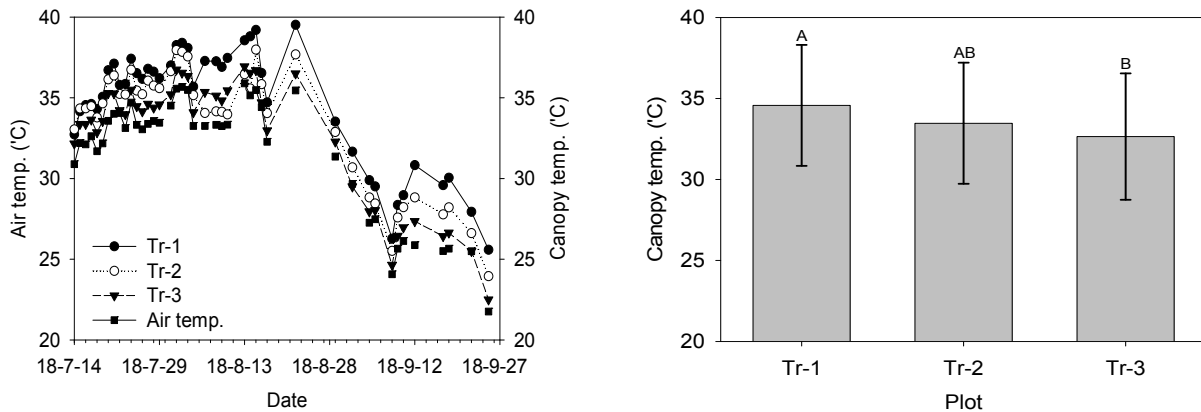 40
35
30
25
20
Air temp. ('C)
Tr-1
Tr-2
Tr-3
Air temp.
40
35
30
25
20
Canopy temp. ('C)
18-7-14 18-7-29 18-8-13 18-8-28 18-9-12 18-9-27
Date
40
35
30
25
20
Canopy temp. ('C)
A
AB
B
Tr-1 Tr-2 Tr-3
Plot